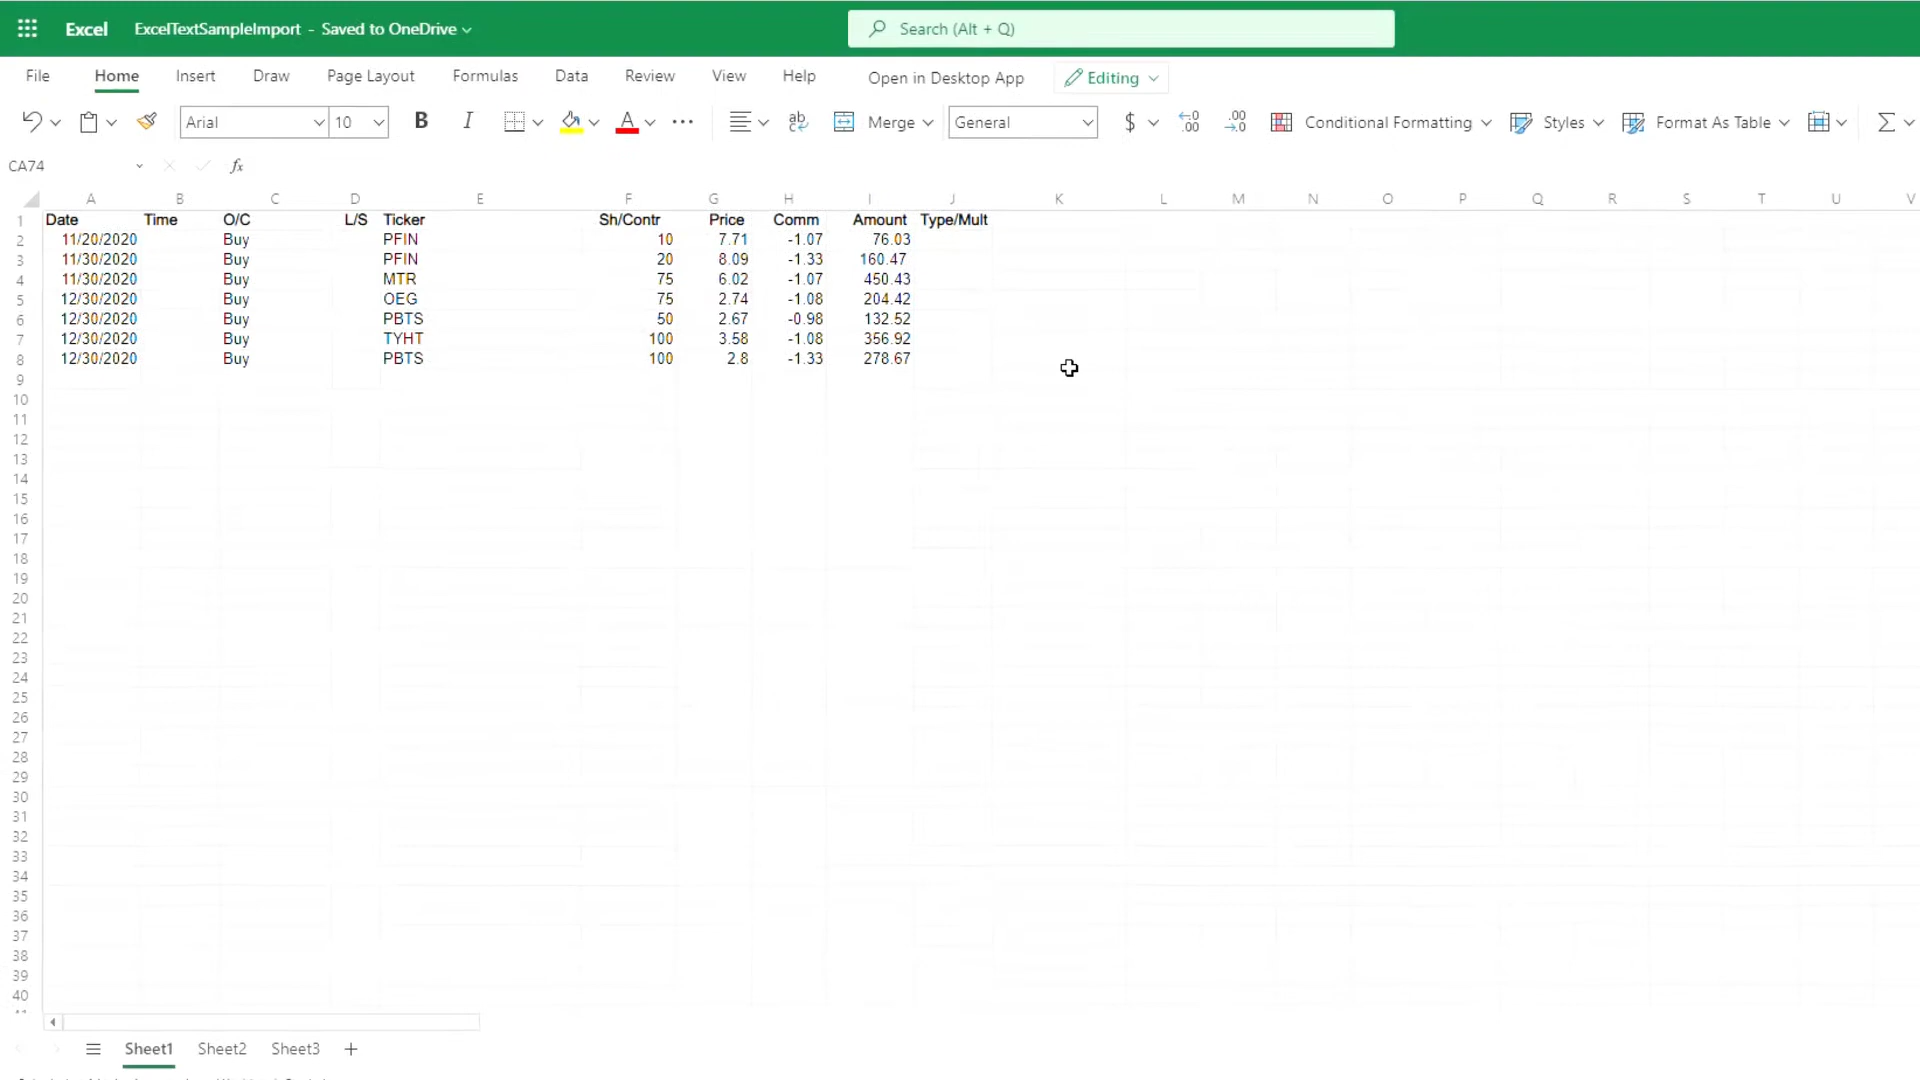 Excel ExcelTextSampleImport - Saved to OneDrive Search (Alt + Q)
File Home Insert Draw Page Layout Formulas Data Review View Help Open in Desktop App Editing
Arial 10 B I A ab Merge General $ .00 .00 Conditional Formatting Styles Format As Table Σ
CA74 fx
A B C D E F G H I J K L M N O P Q R S T U V
1 Date Time O/C L/S Ticker Sh/Contr Price Comm Amount Type/Mult
2 11/20/2020 Buy PFIN 10 7.71 -1.07 76.03
3 11/30/2020 Buy PFIN 20 8.09 -1.33 160.47
4 11/30/2020 Buy MTR 75 6.02 -1.07 450.43
5 12/30/2020 Buy OEG 75 2.74 -1.08 204.42
6 12/30/2020 Buy PBTS 50 2.67 -0.98 132.52
7 12/30/2020 Buy TYHT 100 3.58 -1.08 356.92
8 12/30/2020 Buy PBTS 100 2.8 -1.33 278.67
9
10
11
12
13
14
15
16
17
18
19
20
21
22
23
24
25
26
27
28
29
30
31
32
33
34
35
36
37
38
39
40
Sheet1 Sheet2 Sheet3 +